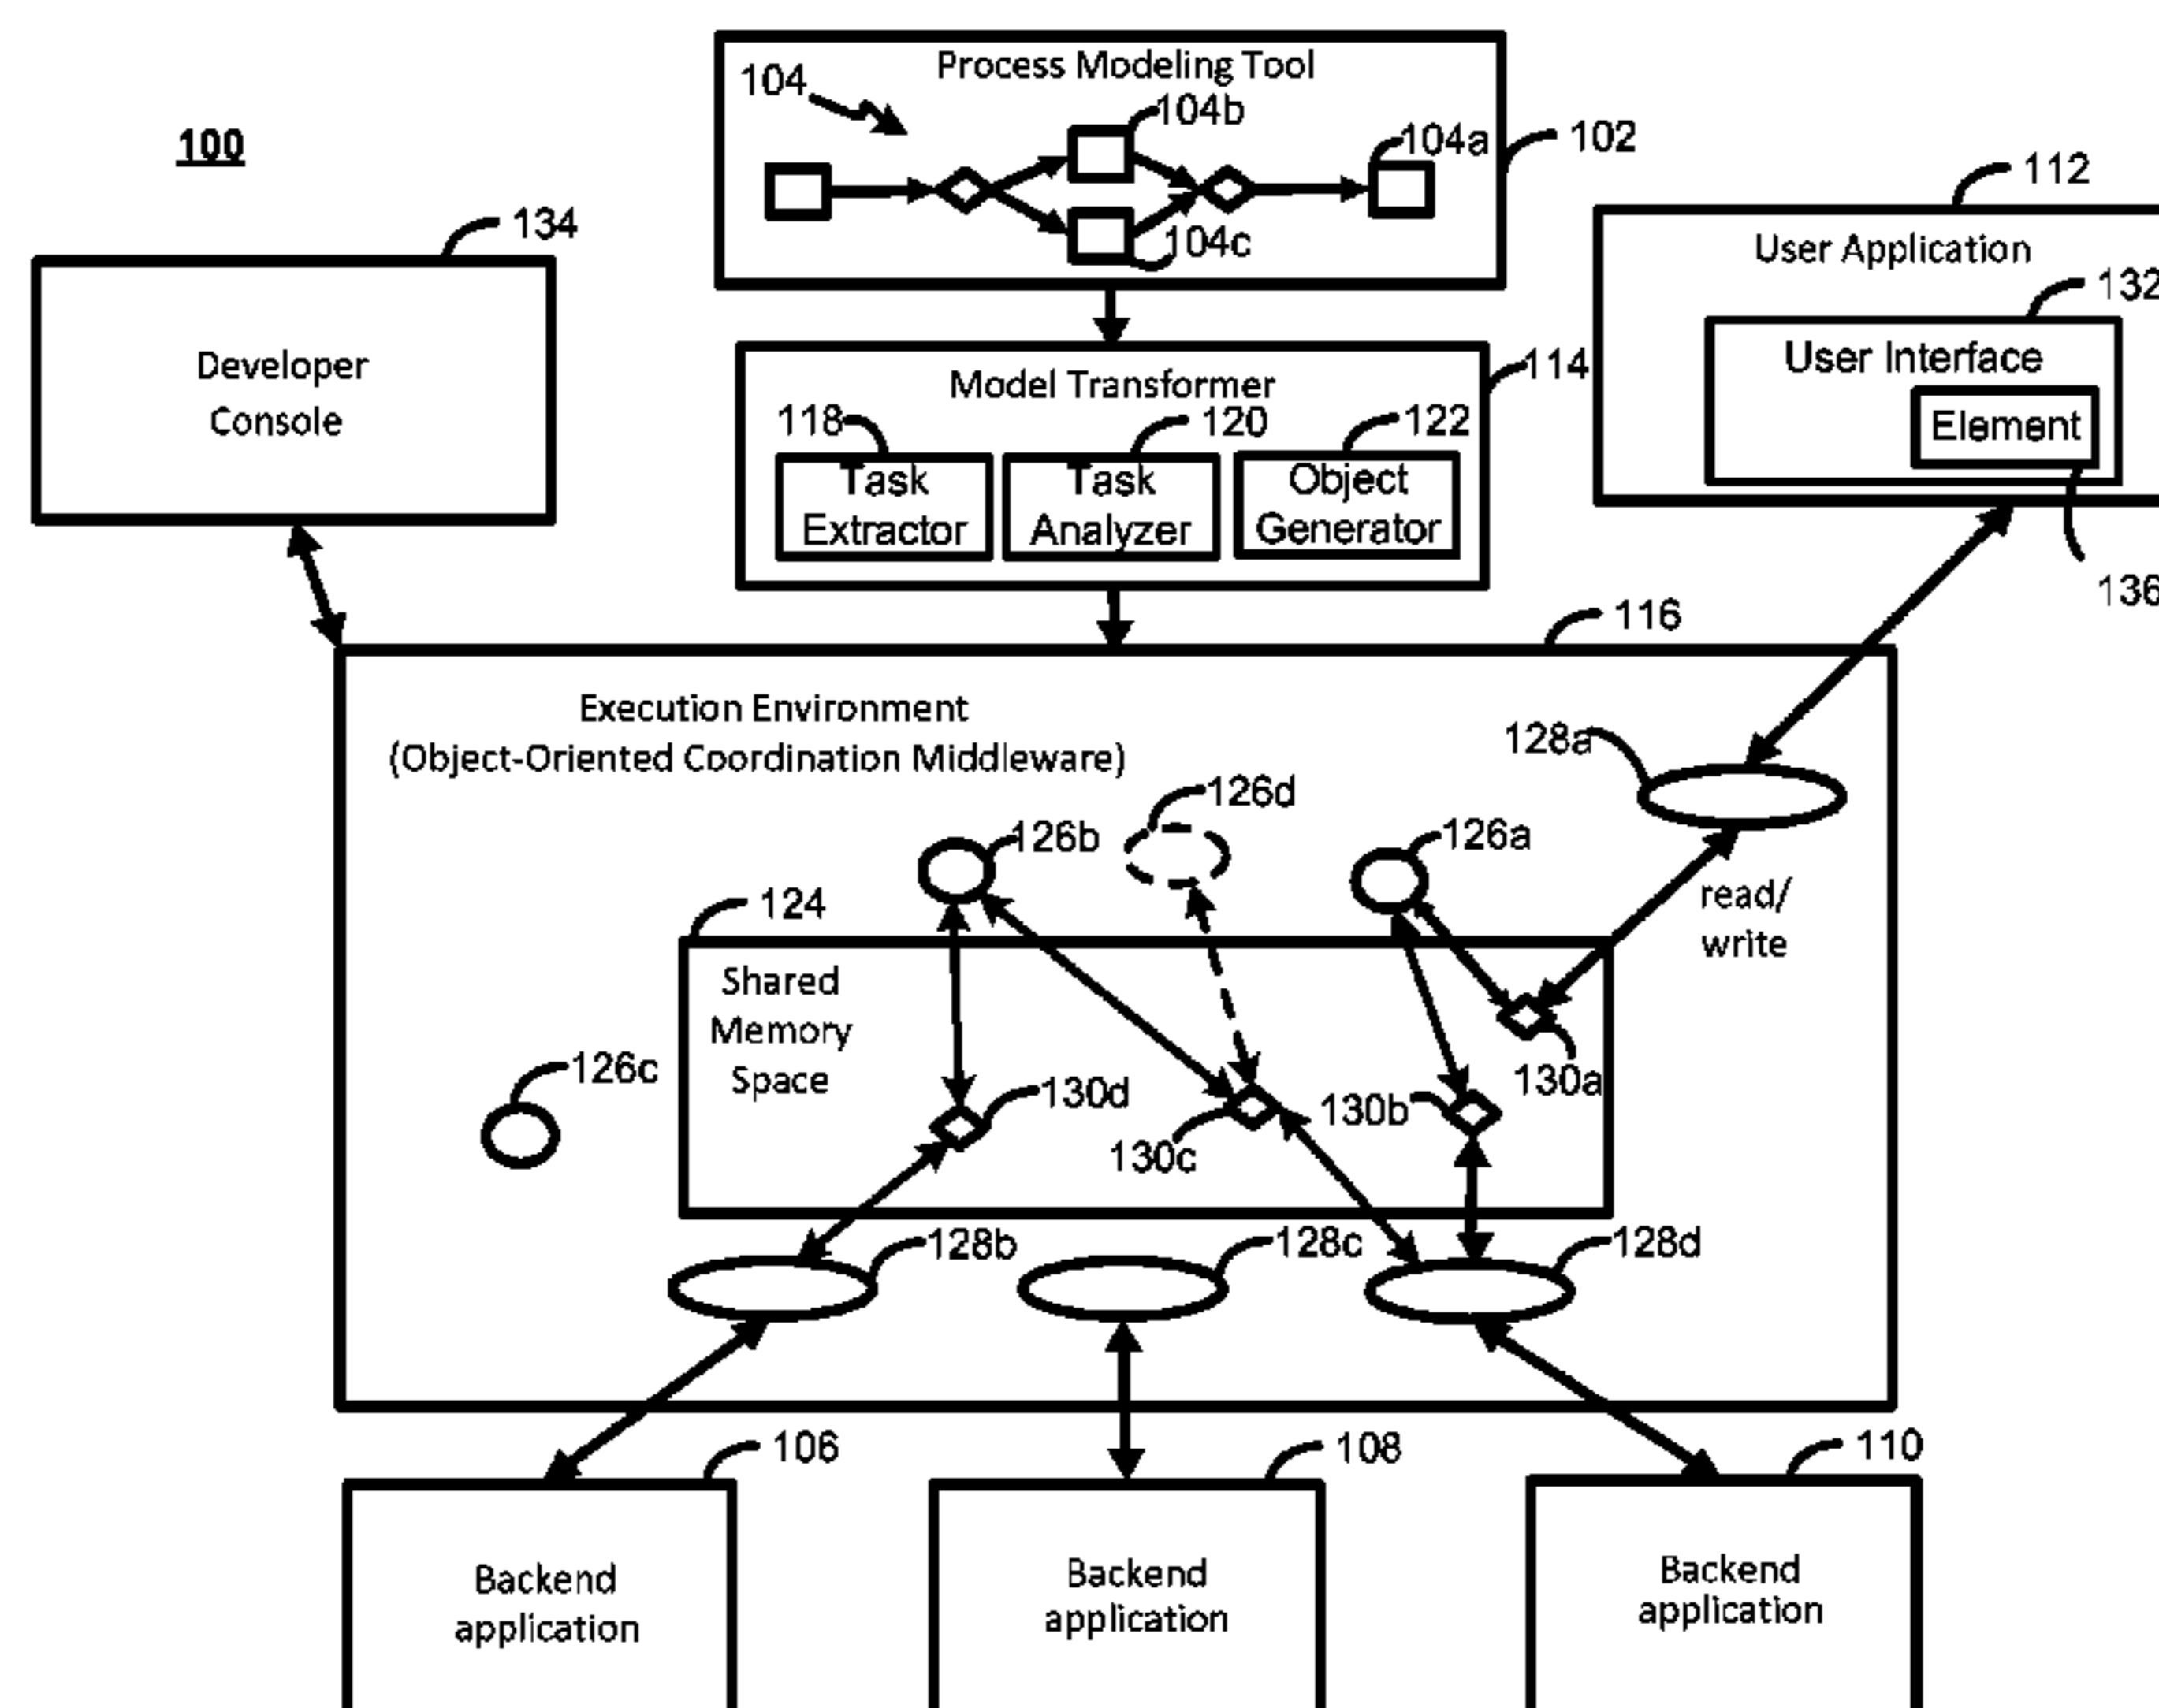 Process Modeling Tool
104
104b
104a
102
100
104c
112
134
User Application
132
User Interface
Element
Developer
Console
Model Transformer
114
118
120
122
Task
Extractor
Task
Analyzer
Object
Generator
136
116
Execution Environment
(Object-Oriented Coordination Middleware)
128a
126d
126b
126a
read/
write
124
Shared
Memory
Space
126c
130a
130d
130b
130c
128b
128c
128d
106
108
110
Backend
application
Backend
application
Backend
application